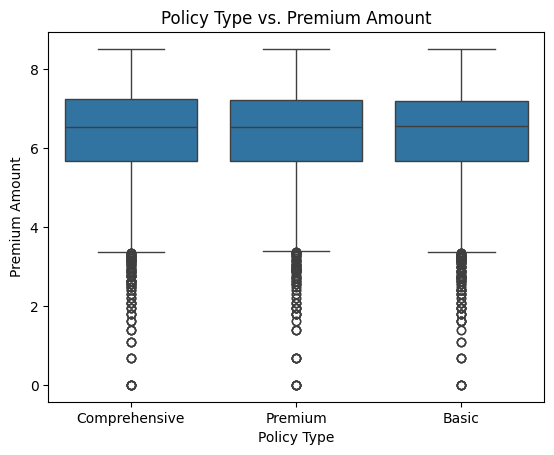 Policy Type vs. Premium Amount
Premium Amount
8
6
4
2
0
Comprehensive Premium Basic
Policy Type